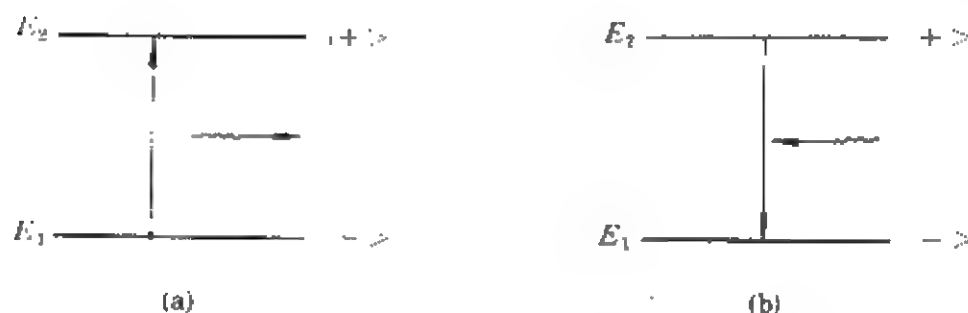 E₂ + >
E₂ + >
E₁ − >
E₁ − >
(a)
(b)